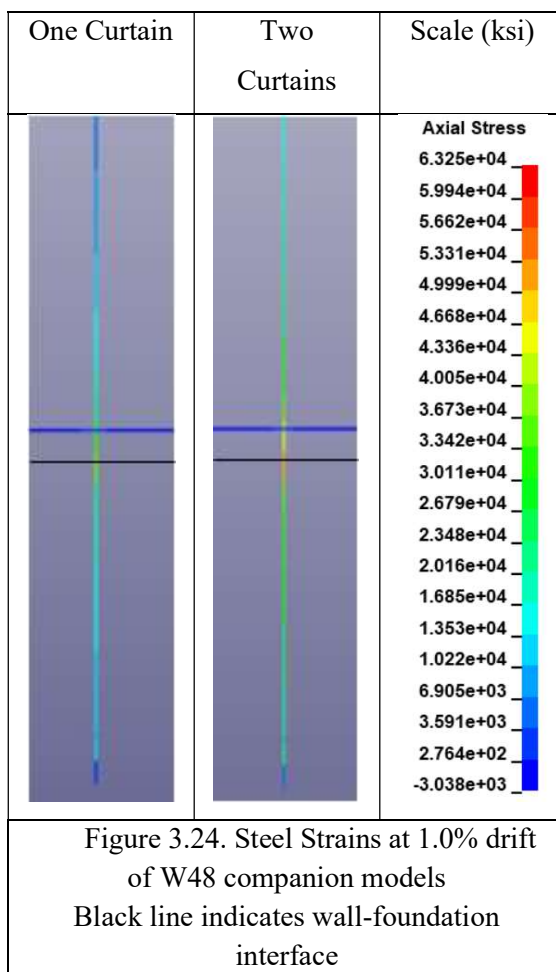 One Curtain
Two
Curtains
Scale (ksi)
Axial Stress
6.325e+04
5.994e+04
5.662e+04
5.331e+04
4.999e+04
4.668e+04
4.336e+04
4.005e+04
3.673e+04
3.342e+04
3.011e+04
2.679e+04
2.348e+04
2.016e+04
1.685e+04
1.353e+04
1.022e+04
6.905e+03
3.591e+03
2.764e+02
-3.038e+03
Figure 3.24. Steel Strains at 1.0% drift
of W48 companion models
Black line indicates wall-foundation
interface